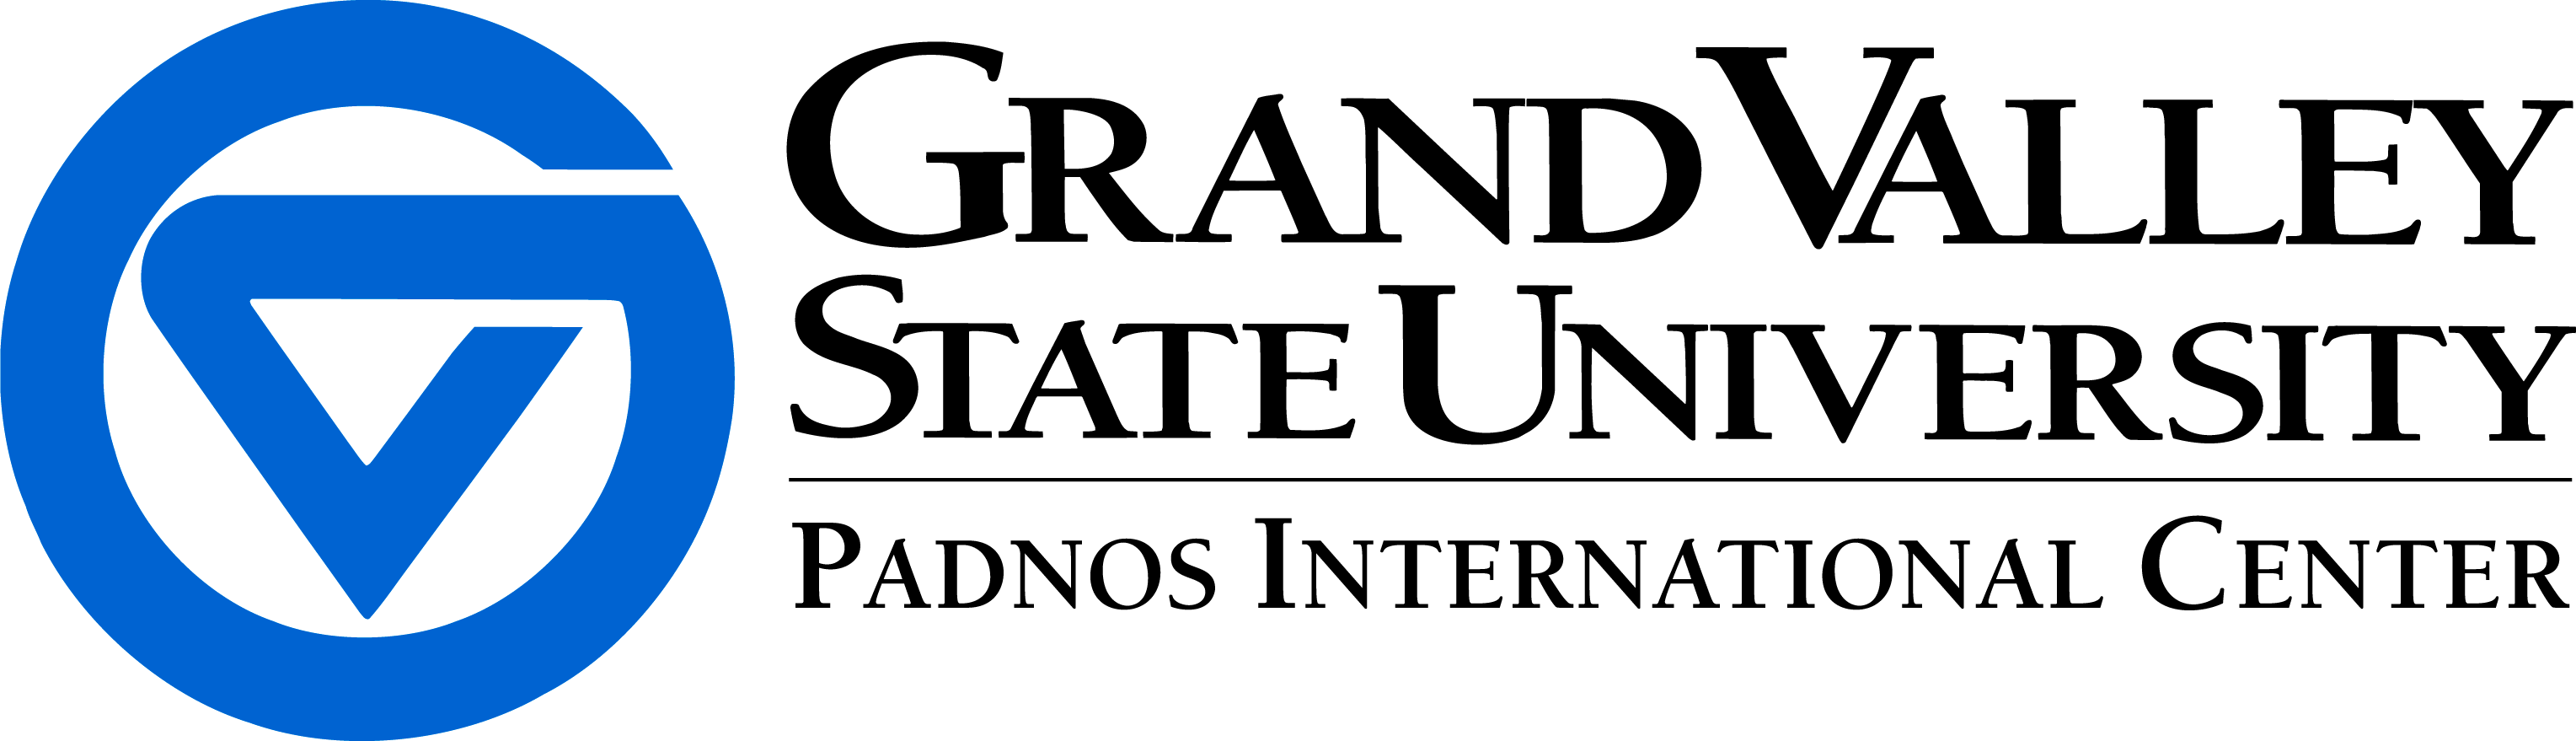 GRAND VALLEY
STATE UNIVERSITY
PADNOS INTERNATIONAL CENTER